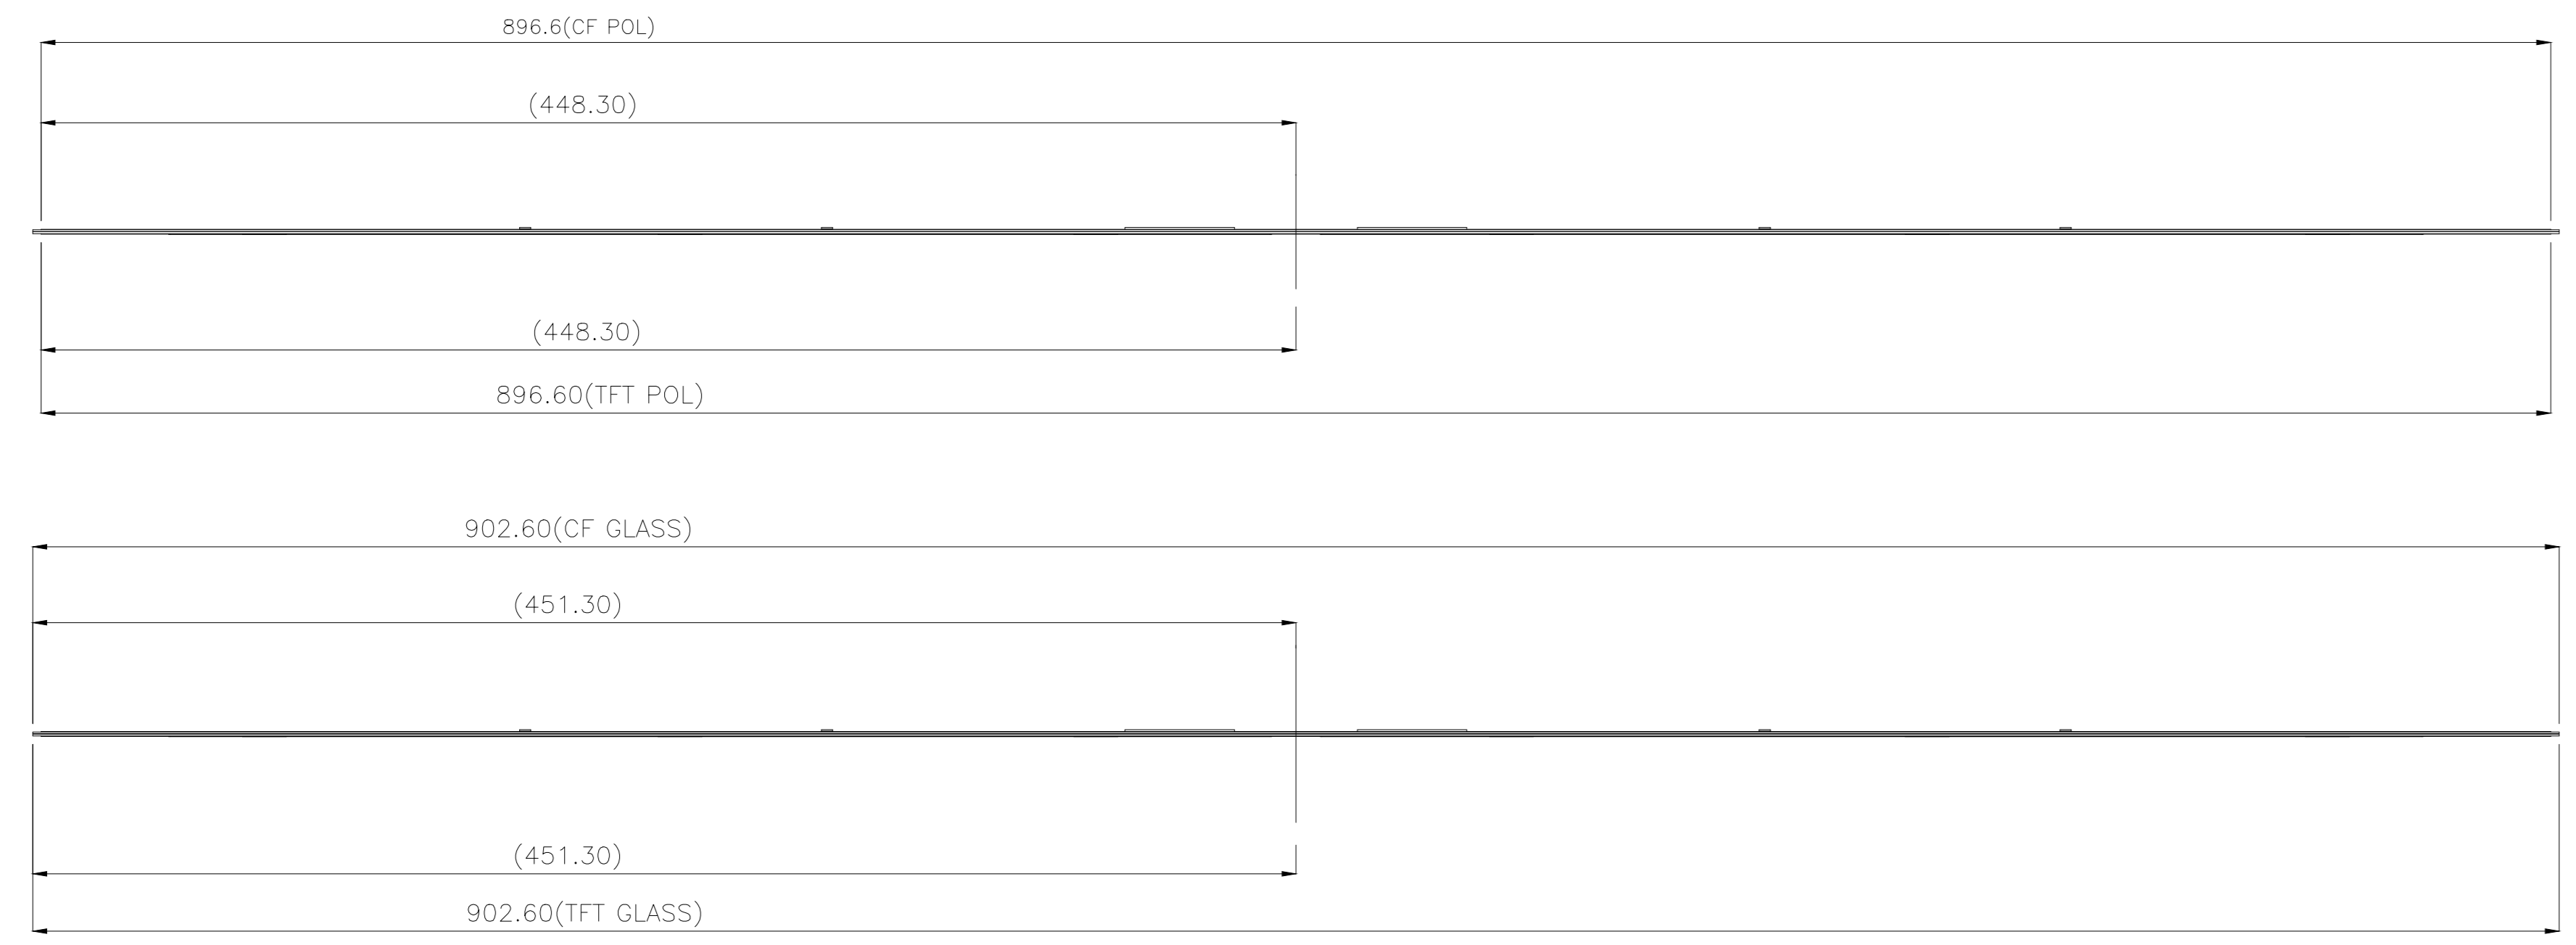 896.6(CF POL)
(448.30)
(448.30)
896.60(TFT POL)
902.60(CF GLASS)
(451.30)
(451.30)
902.60(TFT GLASS)